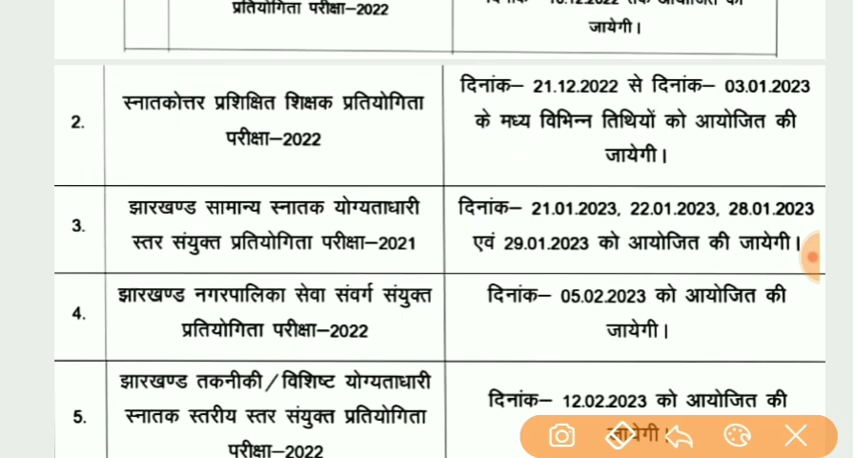 प्रतियोगिता परीक्षा–2022
जायेगी।
2.
स्नातकोत्तर प्रशिक्षित शिक्षक प्रतियोगिता
परीक्षा–2022
दिनांक– 21.12.2022 से दिनांक– 03.01.2023
के मध्य विभिन्न तिथियों को आयोजित की
जायेगी।
3.
झारखण्ड सामान्य स्नातक योग्यताधारी
स्तर संयुक्त प्रतियोगिता परीक्षा–2021
दिनांक– 21.01.2023, 22.01.2023, 28.01.2023
एवं 29.01.2023 को आयोजित की जायेगी।
4.
झारखण्ड नगरपालिका सेवा संवर्ग संयुक्त
प्रतियोगिता परीक्षा–2022
दिनांक– 05.02.2023 को आयोजित की
जायेगी।
5.
झारखण्ड तकनीकी/विशिष्ट योग्यताधारी
स्नातक स्तरीय स्तर संयुक्त प्रतियोगिता
परीक्षा–2022
दिनांक– 12.02.2023 को आयोजित की
जायेगी।